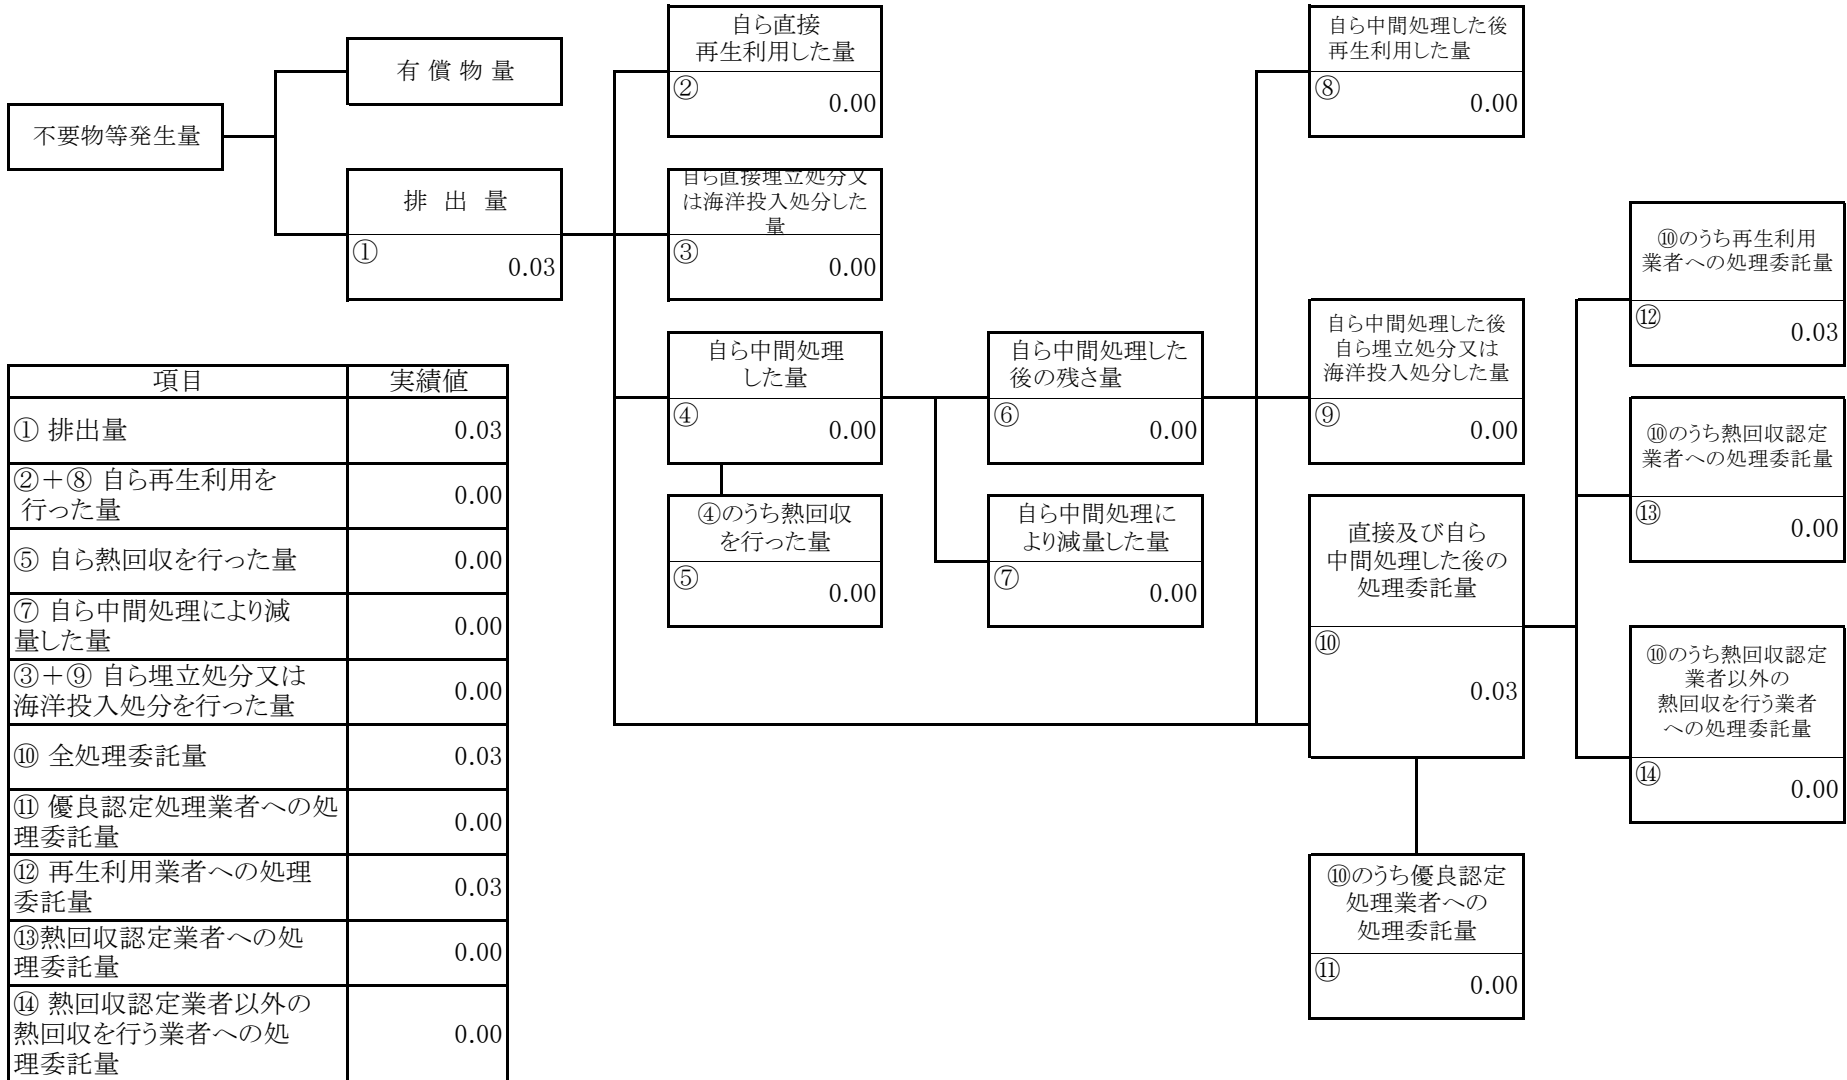 不要物等発生量
有 償 物 量
排 出 量
①
0.03
自ら直接
再生利用した量
②
0.00
自ら直接埋立処分又
は海洋投入処分した
量
③
0.00
自ら中間処理
した量
④
0.00
④のうち熱回収
を行った量
⑤
0.00
自ら中間処理した
後の残さ量
⑥
0.00
自ら中間処理に
より減量した量
⑦
0.00
自ら中間処理した後
再生利用した量
⑧
0.00
自ら中間処理した後
自ら埋立処分又は
海洋投入処分した量
⑨
0.00
直接及び自ら
中間処理した後の
処理委託量
⑩
0.03
⑩のうち優良認定
処理業者への
処理委託量
⑪
0.00
⑩のうち再生利用
業者への処理委託量
⑫
0.03
⑩のうち熱回収認定
業者への処理委託量
⑬
0.00
⑩のうち熱回収認定
業者以外の
熱回収を行う業者
への処理委託量
⑭
0.00
項目 実績値
① 排出量 0.03
②+⑧ 自ら再生利用を
行った量 0.00
⑤ 自ら熱回収を行った量 0.00
⑦ 自ら中間処理により減
量した量 0.00
③+⑨ 自ら埋立処分又は
海洋投入処分を行った量 0.00
⑩ 全処理委託量 0.03
⑪ 優良認定処理業者への処
理委託量 0.00
⑫ 再生利用業者への処理
委託量 0.03
⑬熱回収認定業者への処
理委託量 0.00
⑭ 熱回収認定業者以外の
熱回収を行う業者への処
理委託量 0.00